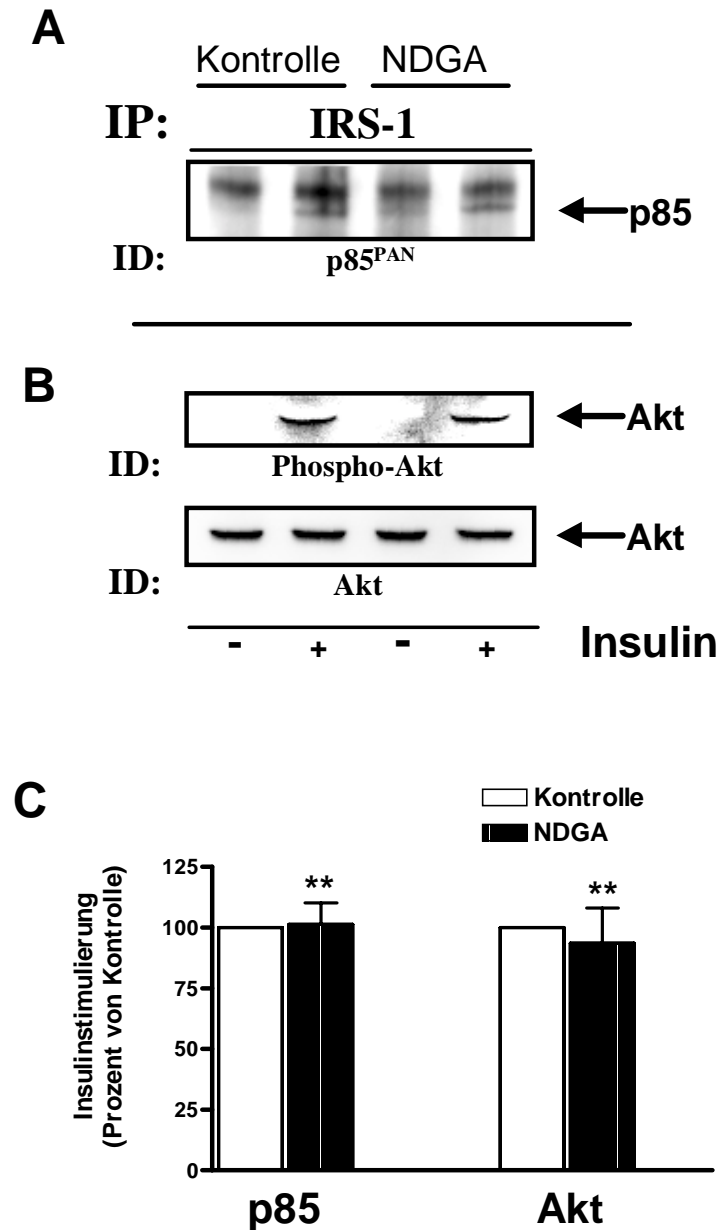 A
Kontrolle NDGA
IP: IRS-1
p85
ID: p85PAN
B
Akt
ID: Phospho-Akt
Akt
ID: Akt
- + - + Insulin
C
Kontrolle
NDGA
Insulinstimulierung
(Prozent von Kontrolle)
125
100
75
50
25
0
** **
p85 Akt